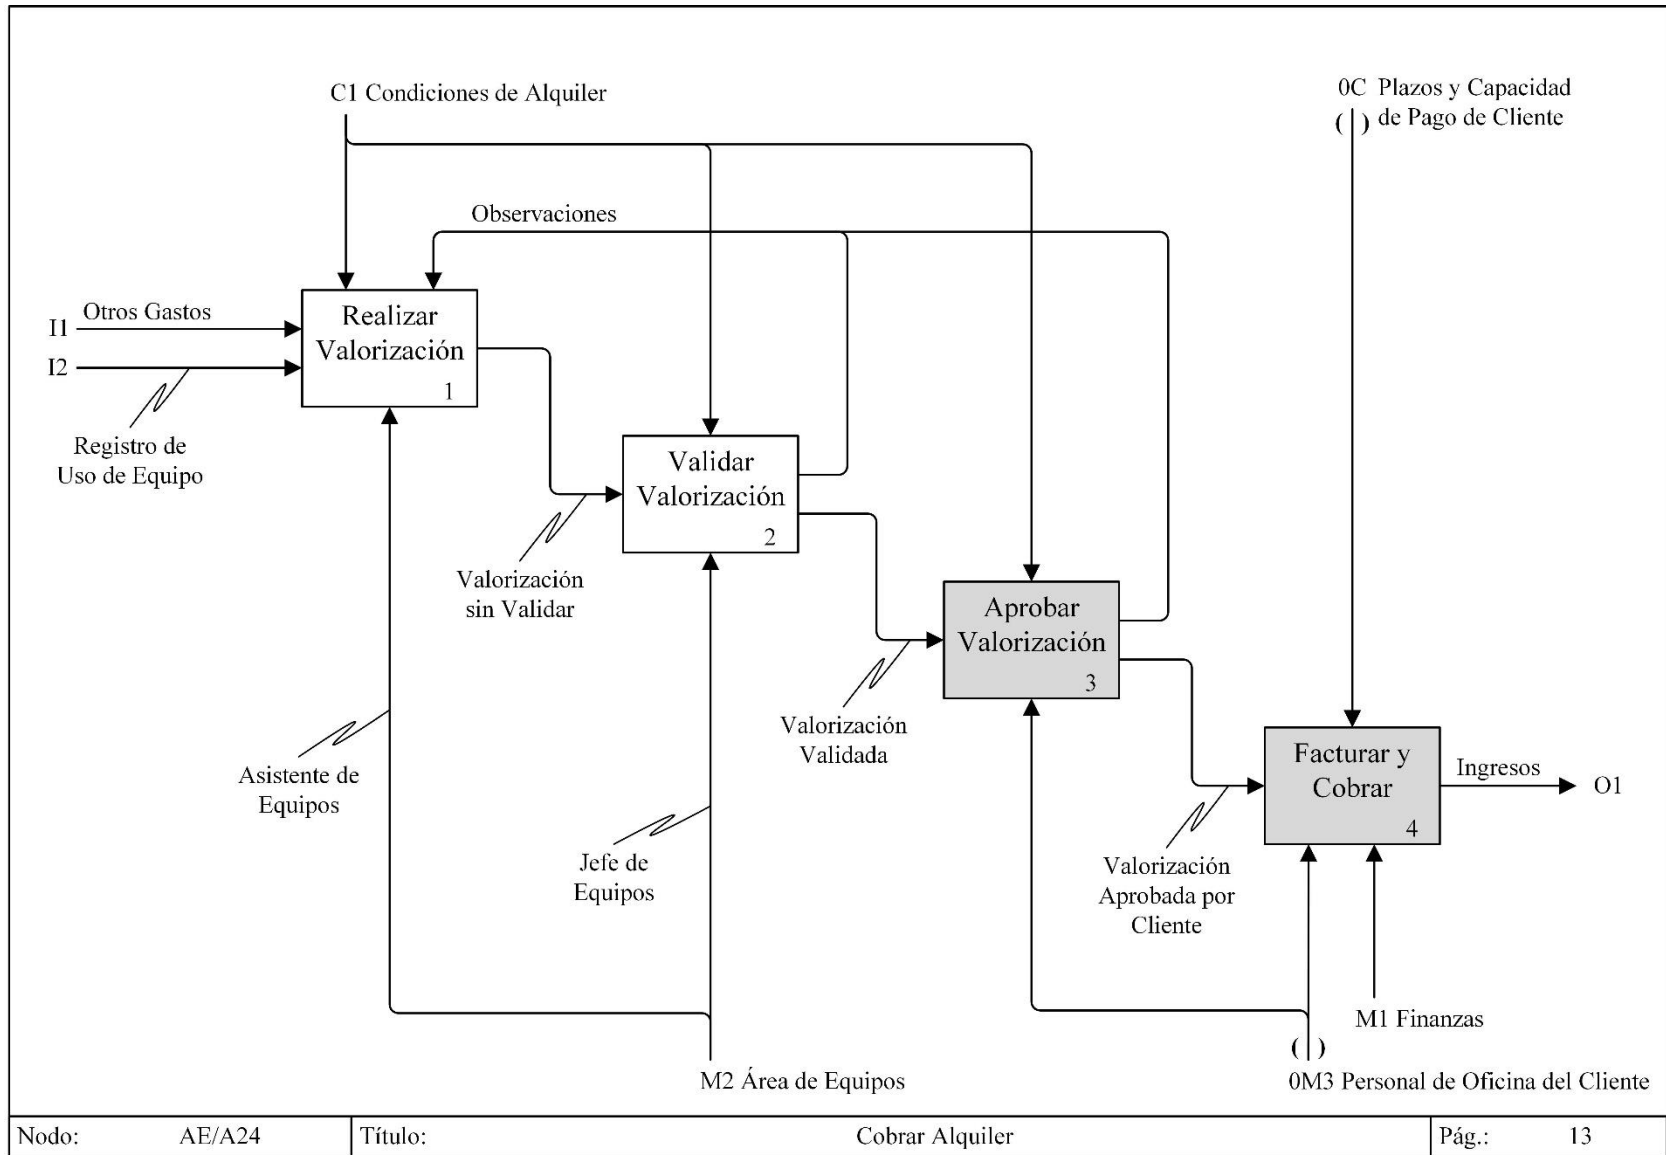 C1 Condiciones de Alquiler
0C Plazos y Capacidad
( ) de Pago de Cliente
Observaciones
I1
Otros Gastos
I2
Registro de
Uso de Equipo
Realizar
Valorización
1
Validar
Valorización
2
Valorización
sin Validar
Aprobar
Valorización
3
Valorización
Validada
Asistente de
Equipos
Jefe de
Equipos
Facturar y
Cobrar
4
Ingresos
O1
Valorización
Aprobada por
Cliente
M1 Finanzas
( )
M2 Área de Equipos
0M3 Personal de Oficina del Cliente
Nodo: AE/A24 Título: Cobrar Alquiler Pág.: 13